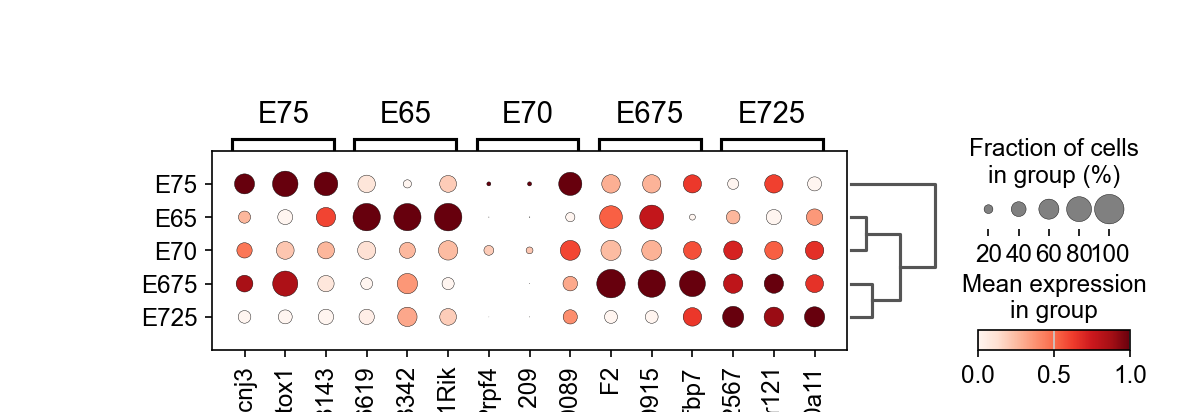 E75 E65 E70 E675 E725
E75
E65
E70
E675
E725
Fraction of cells
in group (%)
20 40 60 80100
Mean expression
in group
0.0 0.5 1.0
cnj3
tox1
3143
6619
3342
1Rik
Prpf4
209
0089
F2
0915
fbp7
2567
r121
0a11